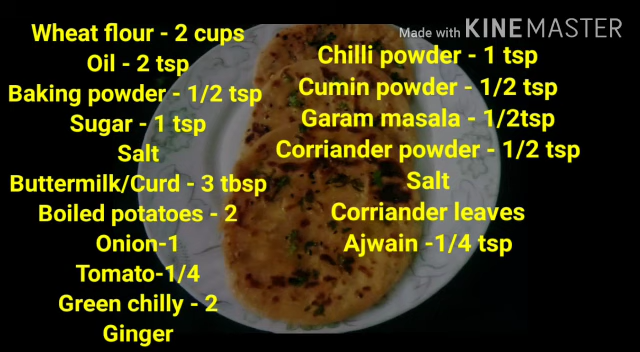 Made with KINEMASTER
Wheat flour - 2 cups
Oil - 2 tsp
Baking powder - 1/2 tsp
Sugar - 1 tsp
Salt
Buttermilk/Curd - 3 tbsp
Boiled potatoes - 2
Onion-1
Tomato-1/4
Green chilly - 2
Ginger
Chilli powder - 1 tsp
Cumin powder - 1/2 tsp
Garam masala - 1/2tsp
Corriander powder - 1/2 tsp
Salt
Corriander leaves
Ajwain -1/4 tsp